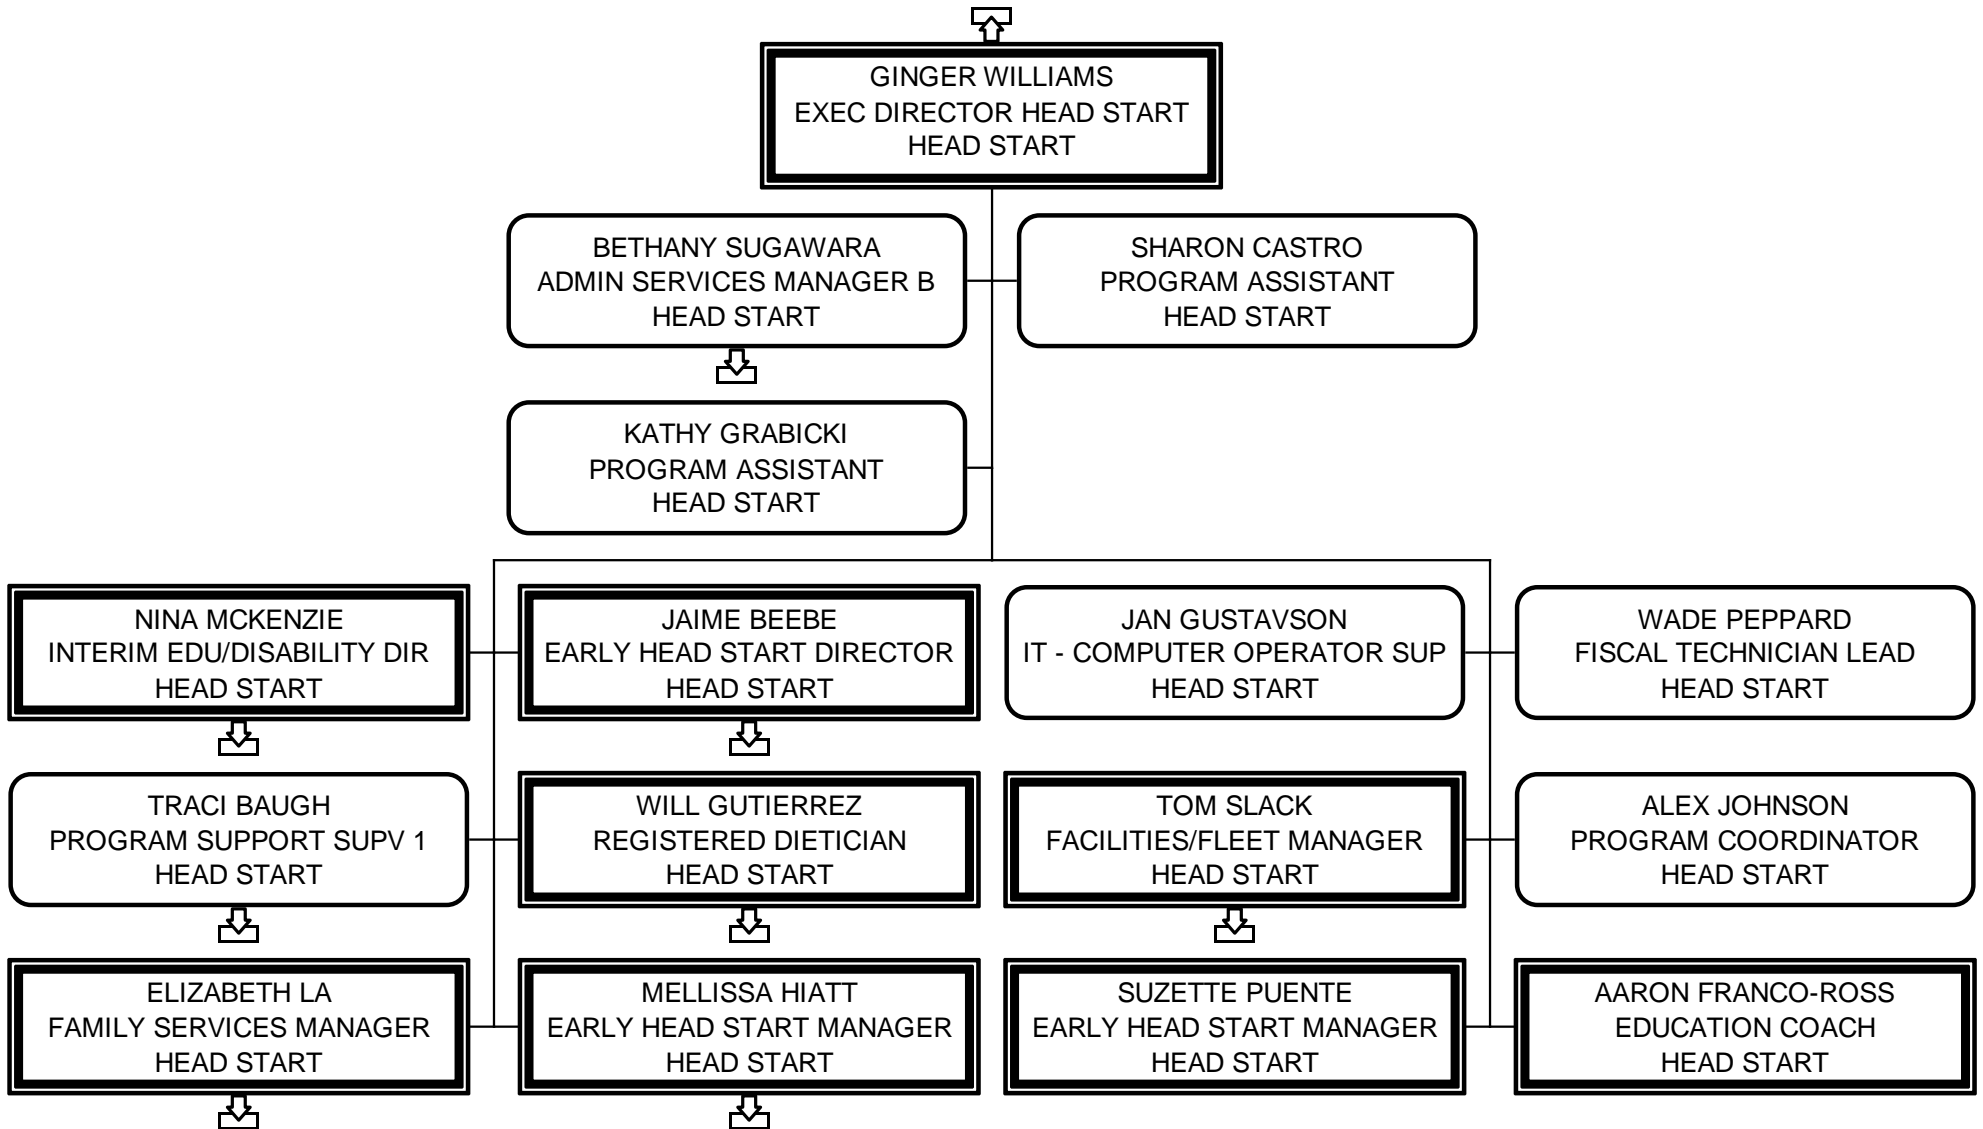 GINGER WILLIAMS
EXEC DIRECTOR HEAD START
HEAD START
BETHANY SUGAWARA
ADMIN SERVICES MANAGER B
HEAD START
SHARON CASTRO
PROGRAM ASSISTANT
HEAD START
KATHY GRABICKI
PROGRAM ASSISTANT
HEAD START
NINA MCKENZIE
INTERIM EDU/DISABILITY DIR
HEAD START
JAIME BEEBE
EARLY HEAD START DIRECTOR
HEAD START
JAN GUSTAVSON
IT - COMPUTER OPERATOR SUP
HEAD START
WADE PEPPARD
FISCAL TECHNICIAN LEAD
HEAD START
TRACI BAUGH
PROGRAM SUPPORT SUPV 1
HEAD START
WILL GUTIERREZ
REGISTERED DIETICIAN
HEAD START
TOM SLACK
FACILITIES/FLEET MANAGER
HEAD START
ALEX JOHNSON
PROGRAM COORDINATOR
HEAD START
ELIZABETH LA
FAMILY SERVICES MANAGER
HEAD START
MELLISSA HIATT
EARLY HEAD START MANAGER
HEAD START
SUZETTE PUENTE
EARLY HEAD START MANAGER
HEAD START
AARON FRANCO-ROSS
EDUCATION COACH
HEAD START